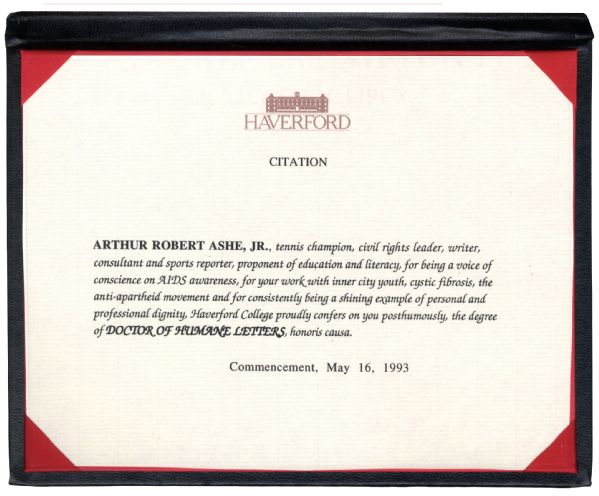 HAVERFORD
CITATION
ARTHUR ROBERT ASHE, JR., tennis champion, civil rights leader, writer,
consultant and sports reporter, proponent of education and literacy, for being a voice of
conscience on AIDS awareness, for your work with inner city youth, cystic fibrosis, the
anti-apartheid movement and for consistently being a shining example of personal and
professional dignity, Haverford College proudly confers on you posthumously, the degree
of DOCTOR OF HUMANE LETTERS, honoris causa.
Commencement, May 16, 1993